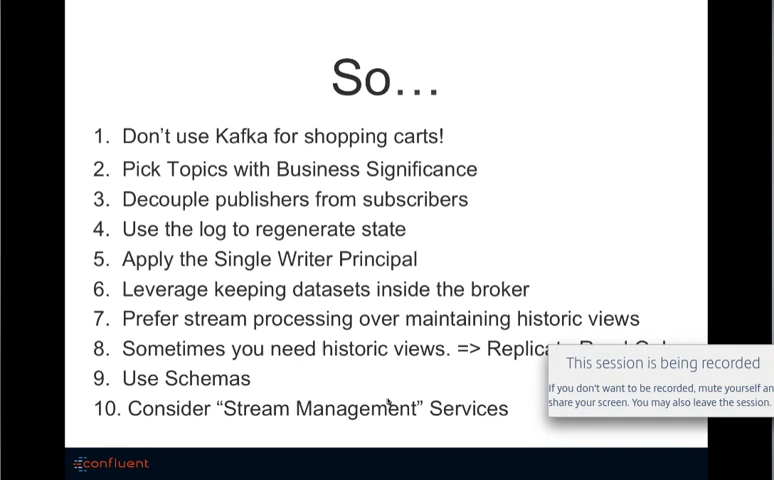 So...
1. Don't use Kafka for shopping carts!
2. Pick Topics with Business Significance
3. Decouple publishers from subscribers
4. Use the log to regenerate state
5. Apply the Single Writer Principal
6. Leverage keeping datasets inside the broker
7. Prefer stream processing over maintaining historic views
8. Sometimes you need historic views. =>
9. Use Schemas
10. Consider “Stream Management” Services
This session is being recorded
If you don't want to be recorded, mute yourself an
share your screen. You may also leave the session.
confluent